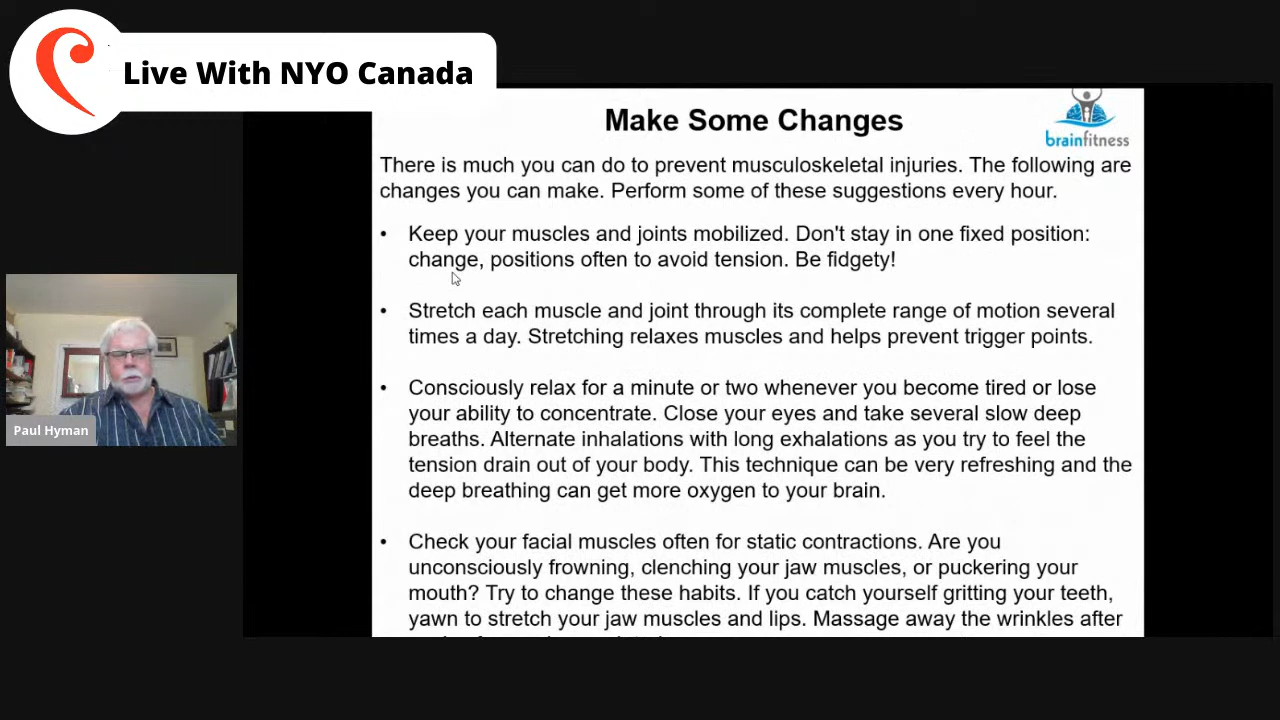 Live With NYO Canada
Make Some Changes
brainfitness
There is much you can do to prevent musculoskeletal injuries. The following are
changes you can make. Perform some of these suggestions every hour.
• Keep your muscles and joints mobilized. Don't stay in one fixed position:
change, positions often to avoid tension. Be fidgety!
• Stretch each muscle and joint through its complete range of motion several
times a day. Stretching relaxes muscles and helps prevent trigger points.
• Consciously relax for a minute or two whenever you become tired or lose
your ability to concentrate. Close your eyes and take several slow deep
breaths. Alternate inhalations with long exhalations as you try to feel the
tension drain out of your body. This technique can be very refreshing and the
deep breathing can get more oxygen to your brain.
• Check your facial muscles often for static contractions. Are you
unconsciously frowning, clenching your jaw muscles, or puckering your
mouth? Try to change these habits. If you catch yourself gritting your teeth,
yawn to stretch your jaw muscles and lips. Massage away the wrinkles after
Paul Hyman